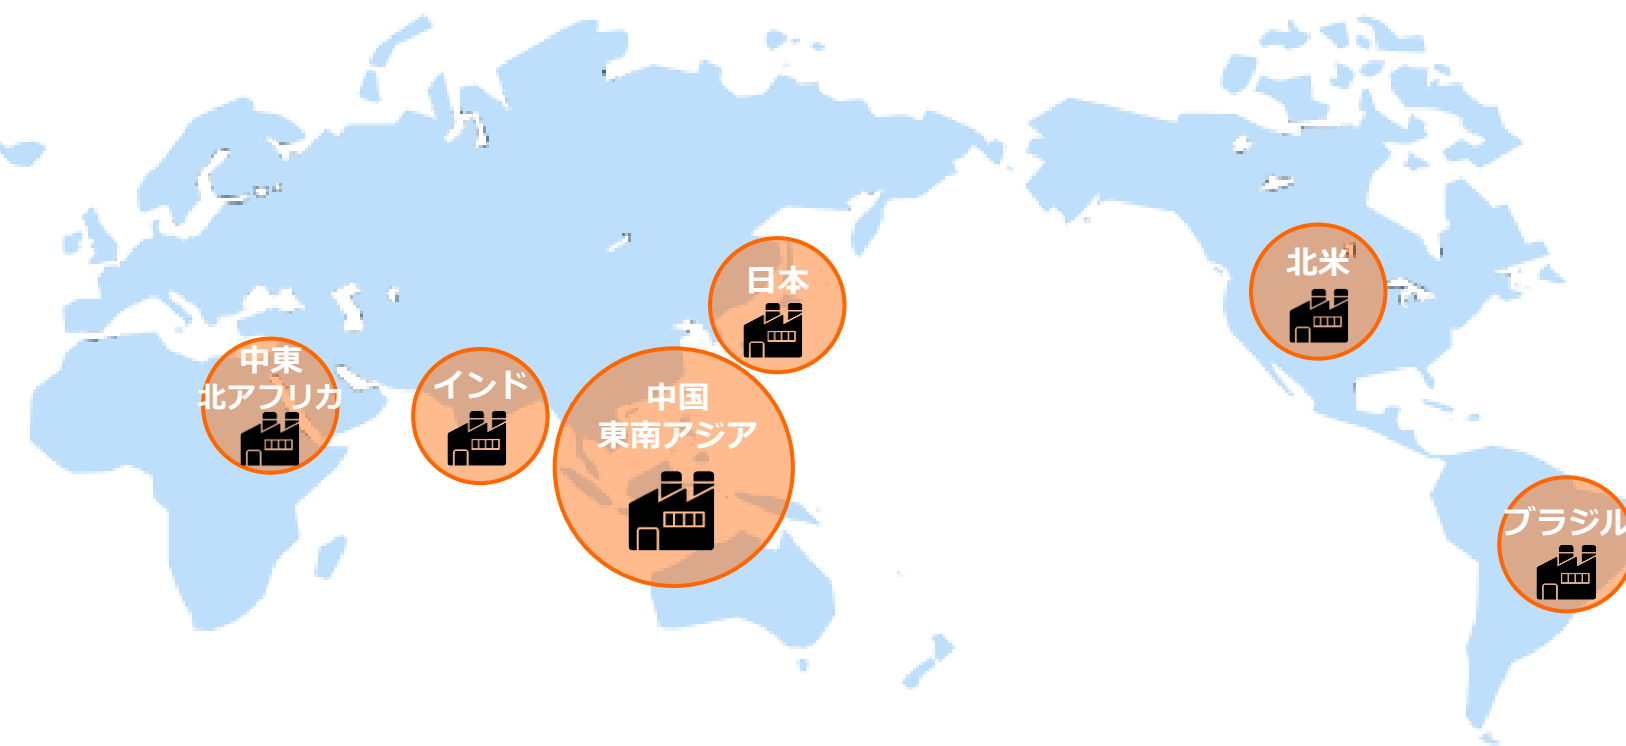 日本
北米
中東
北アフリカ
インド
中国
東南アジア
ブラジル